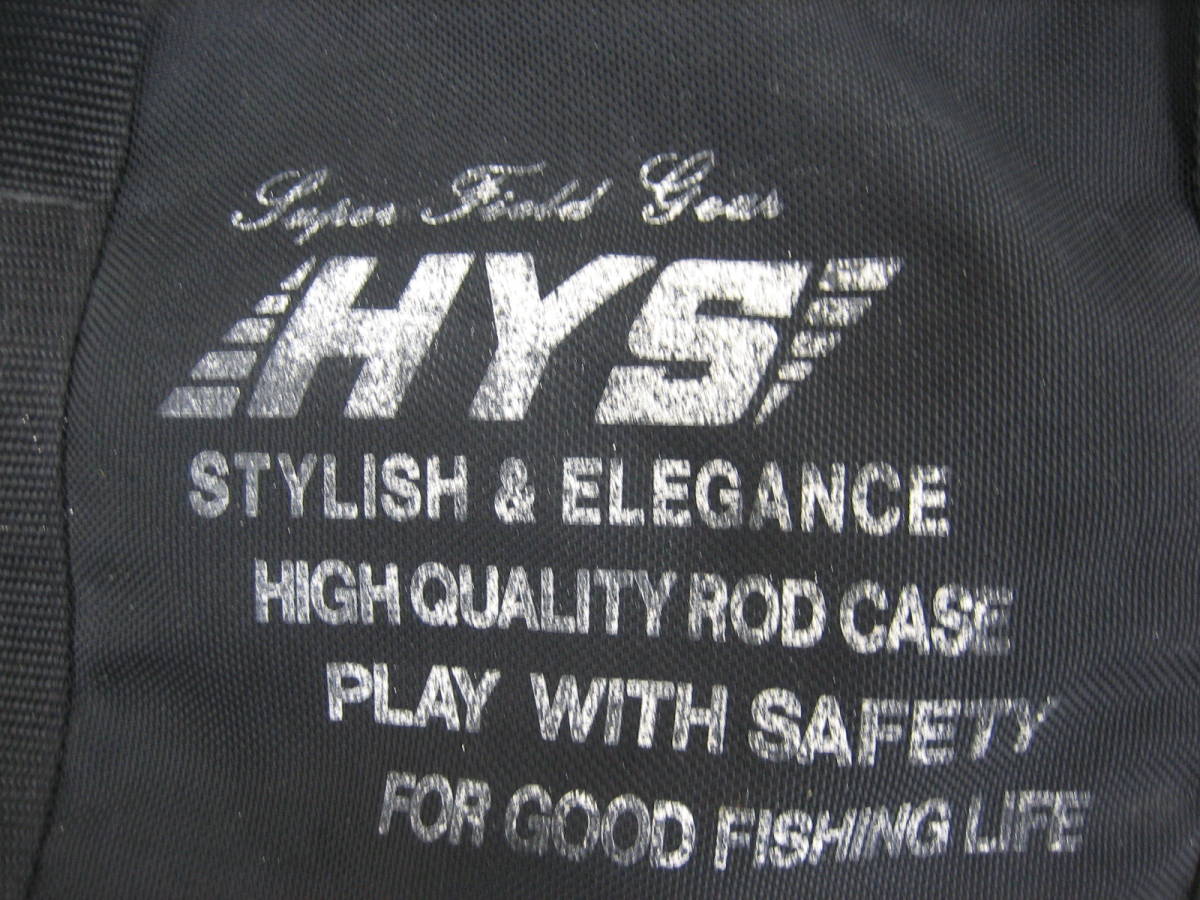 Super Field Gear
HYS
STYLISH & ELEGANCE
HIGH QUALITY ROD CASE
PLAY WITH SAFETY
FOR GOOD FISHING LIFE